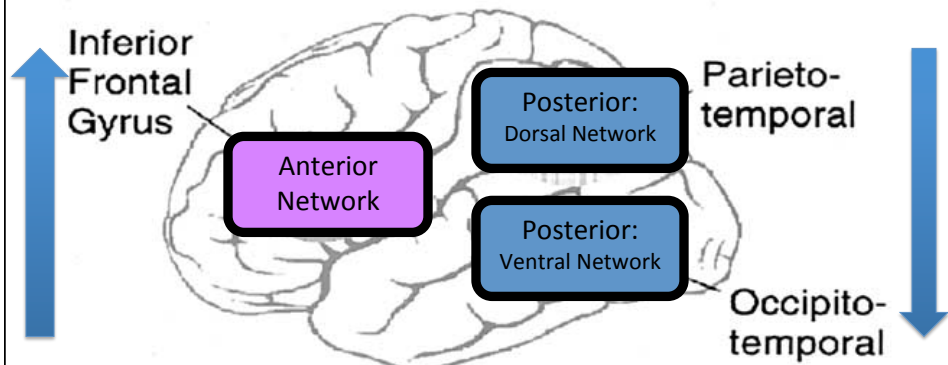 Inferior
Frontal
Gyrus
Anterior
Network
Posterior:
Dorsal Network
Parieto-
temporal
Posterior:
Ventral Network
Occipito-
temporal